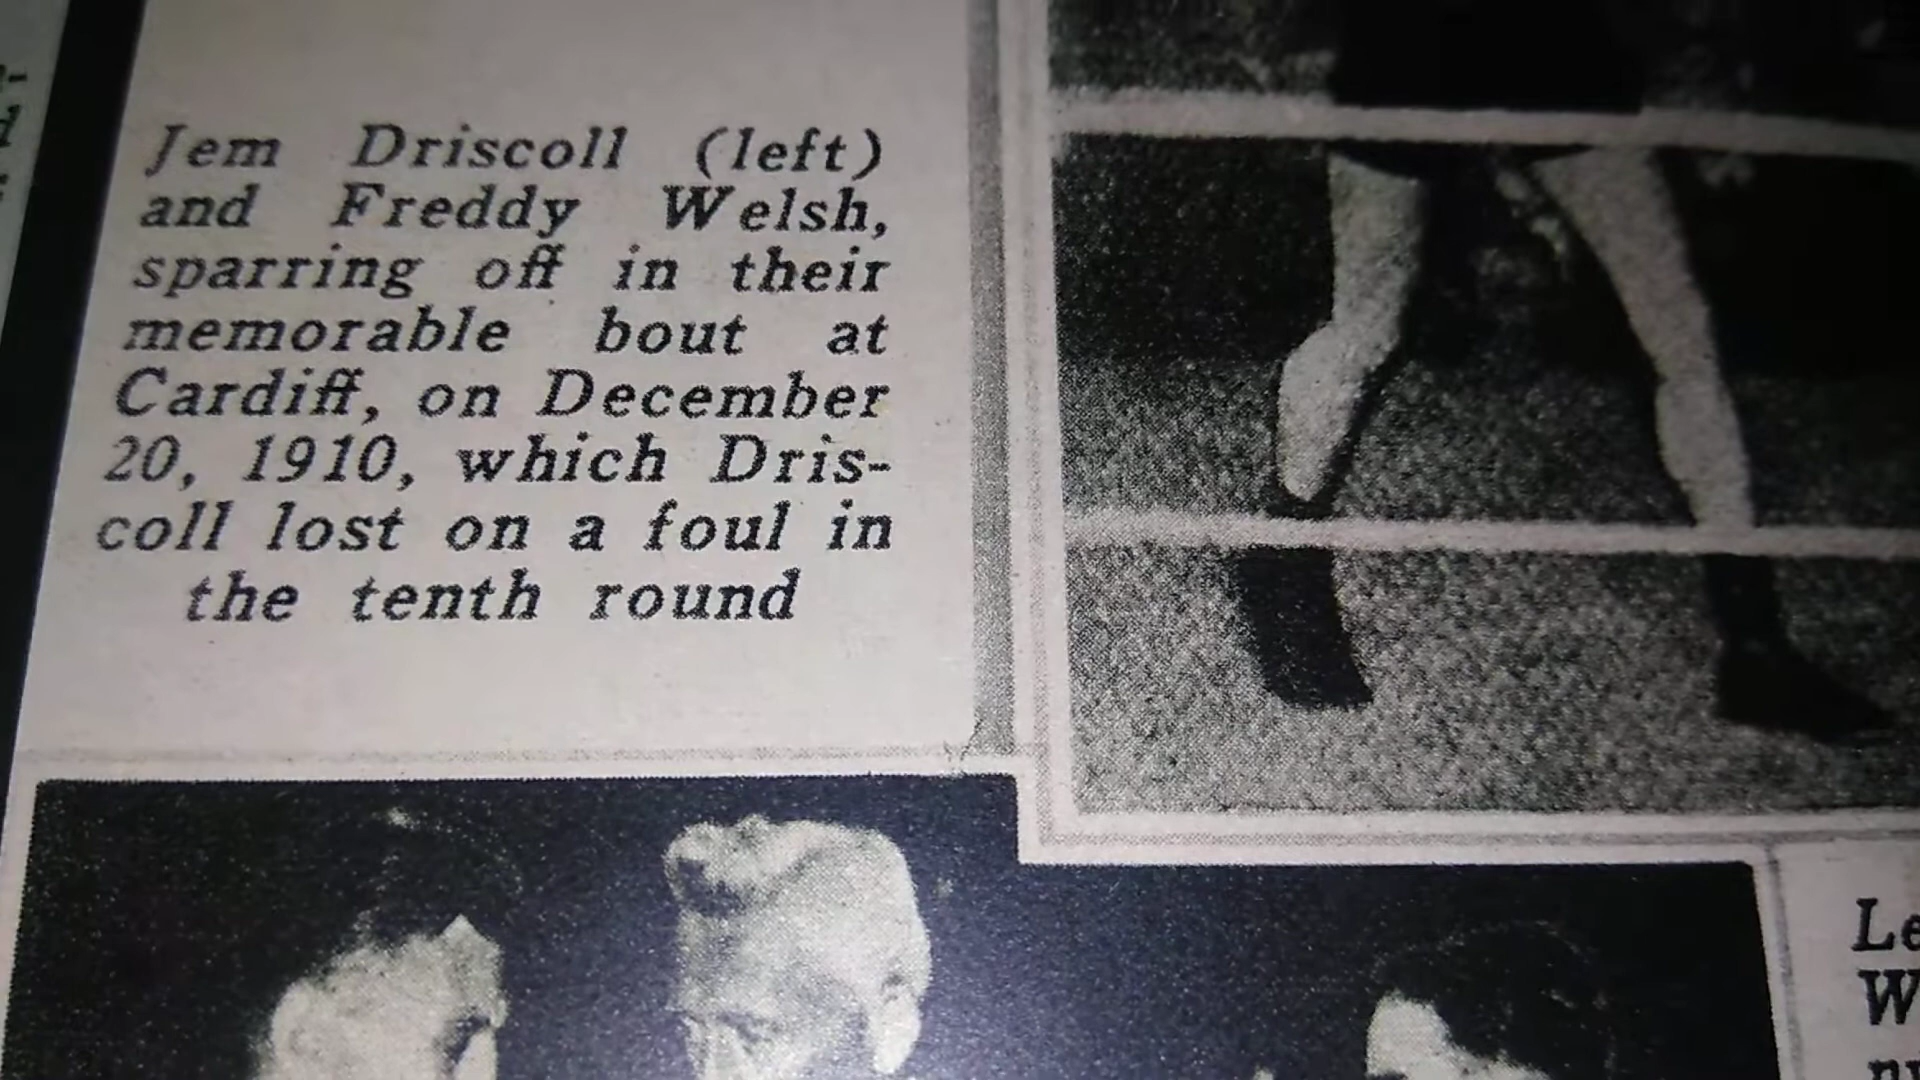 Jem Driscoll (left)
and Freddy Welsh,
sparring off in their
memorable bout at
Cardiff, on December
20, 1910, which Dris-
coll lost on a foul in
the tenth round